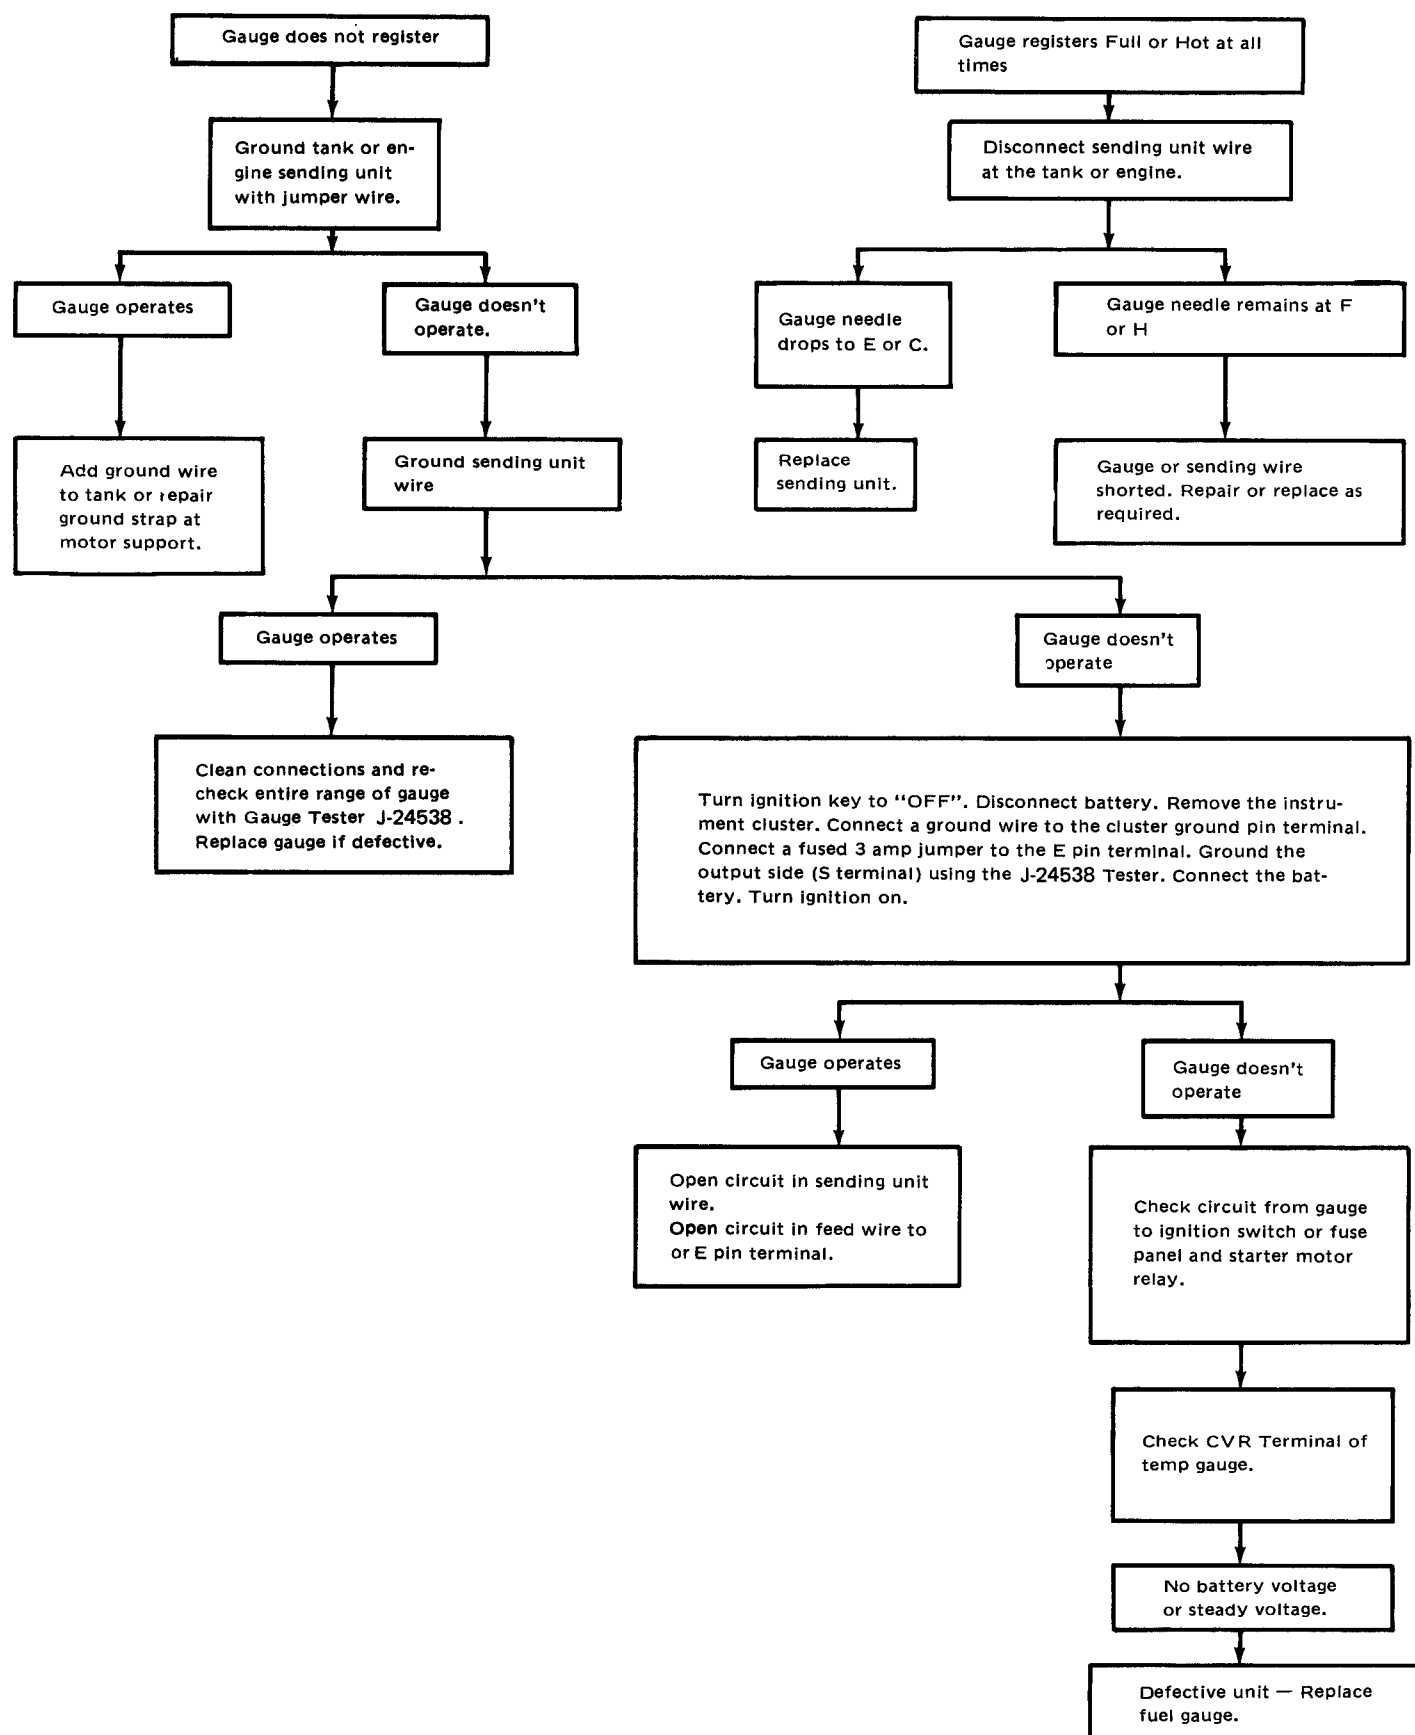 Gauge does not register
Gauge registers Full or Hot at all
times
Ground tank or en-
gine sending unit
with jumper wire.
Disconnect sending unit wire
at the tank or engine.
Gauge operates
Gauge doesn't
operate.
Gauge needle
drops to E or C.
Gauge needle remains at F
or H
Add ground wire
to tank or repair
ground strap at
motor support.
Ground sending unit
wire
Replace
sending unit.
Gauge or sending wire
shorted. Repair or replace as
required.
Gauge operates
Gauge doesn't
operate
Clean connections and re-
check entire range of gauge
with Gauge Tester J-24538 .
Replace gauge if defective.
Turn ignition key to "OFF". Disconnect battery. Remove the instru-
ment cluster. Connect a ground wire to the cluster ground pin terminal.
Connect a fused 3 amp jumper to the E pin terminal. Ground the
output side (S terminal) using the J-24538 Tester. Connect the bat-
tery. Turn ignition on.
Gauge operates
Gauge doesn't
operate
Open circuit in sending unit
wire.
Open circuit in feed wire to
or E pin terminal.
Check circuit from gauge
to ignition switch or fuse
panel and starter motor
relay.
Check CVR Terminal of
temp gauge.
No battery voltage
or steady voltage.
Defective unit — Replace
fuel gauge.